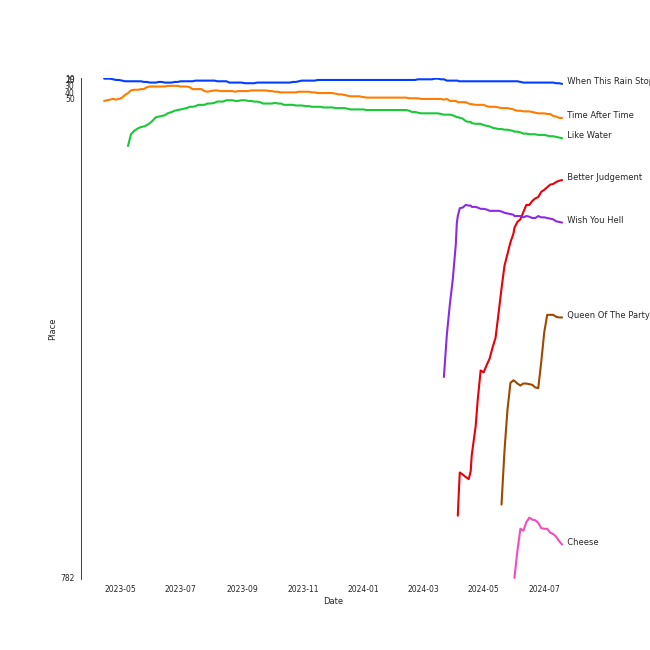 10
20
30
40
50
782
Place
When This Rain Stop
Time After Time
Like Water
Better Judgement
Wish You Hell
Queen Of The Party
Cheese
2023-05 2023-07 2023-09 2023-11 2024-01 2024-03 2024-05 2024-07
Date